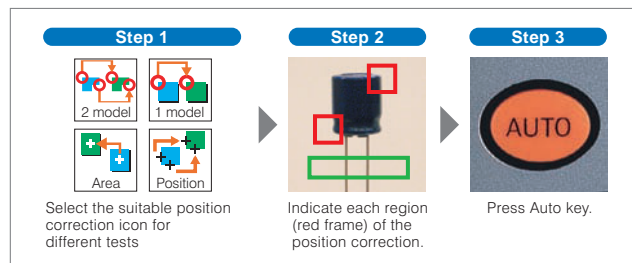 Step 1
Step 2
Step 3
2 model
1 model
Area
Position
AUTO
Select the suitable position
correction icon for
different tests
Indicate each region
(red frame) of the
position correction.
Press Auto key.